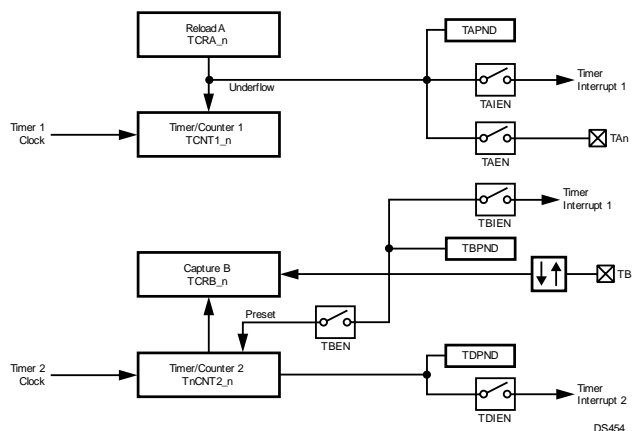 Reload A
TCRA_n
TAPND
Underflow
Timer
Interrupt 1
TAIEN
Timer 1
Clock
Timer/Counter 1
TCNT1_n
TAn
TAEN
Timer
Interrupt 1
TBIEN
TBPND
Capture B
TCRB_n
TB
Preset
TBEN
Timer 2
Clock
Timer/Counter 2
TnCNT2_n
TDPND
Timer
Interrupt 2
TDIEN
DS454